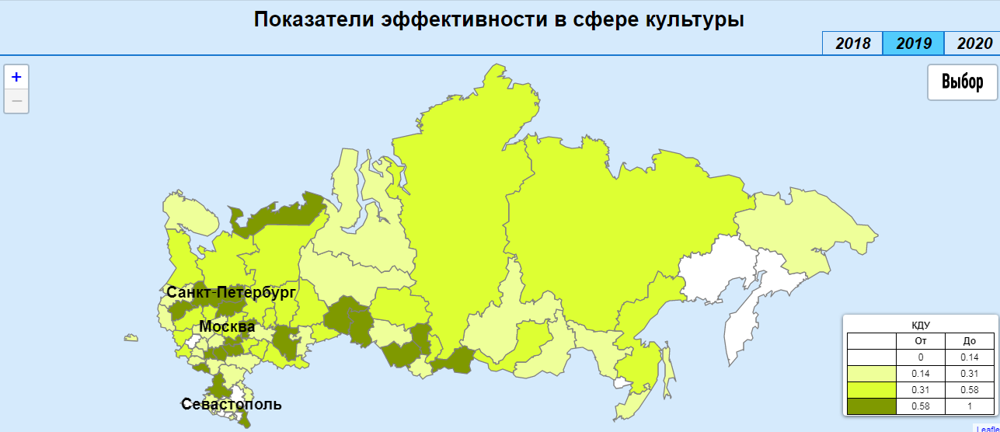 Показатели эффективности в сфере культуры
2018 2019 2020
+
−
Выбор
Санкт-Петербург
Москва
Севастополь
КДУ
От До
0 0.14
0.14 0.31
0.31 0.58
0.58 1
Leafle